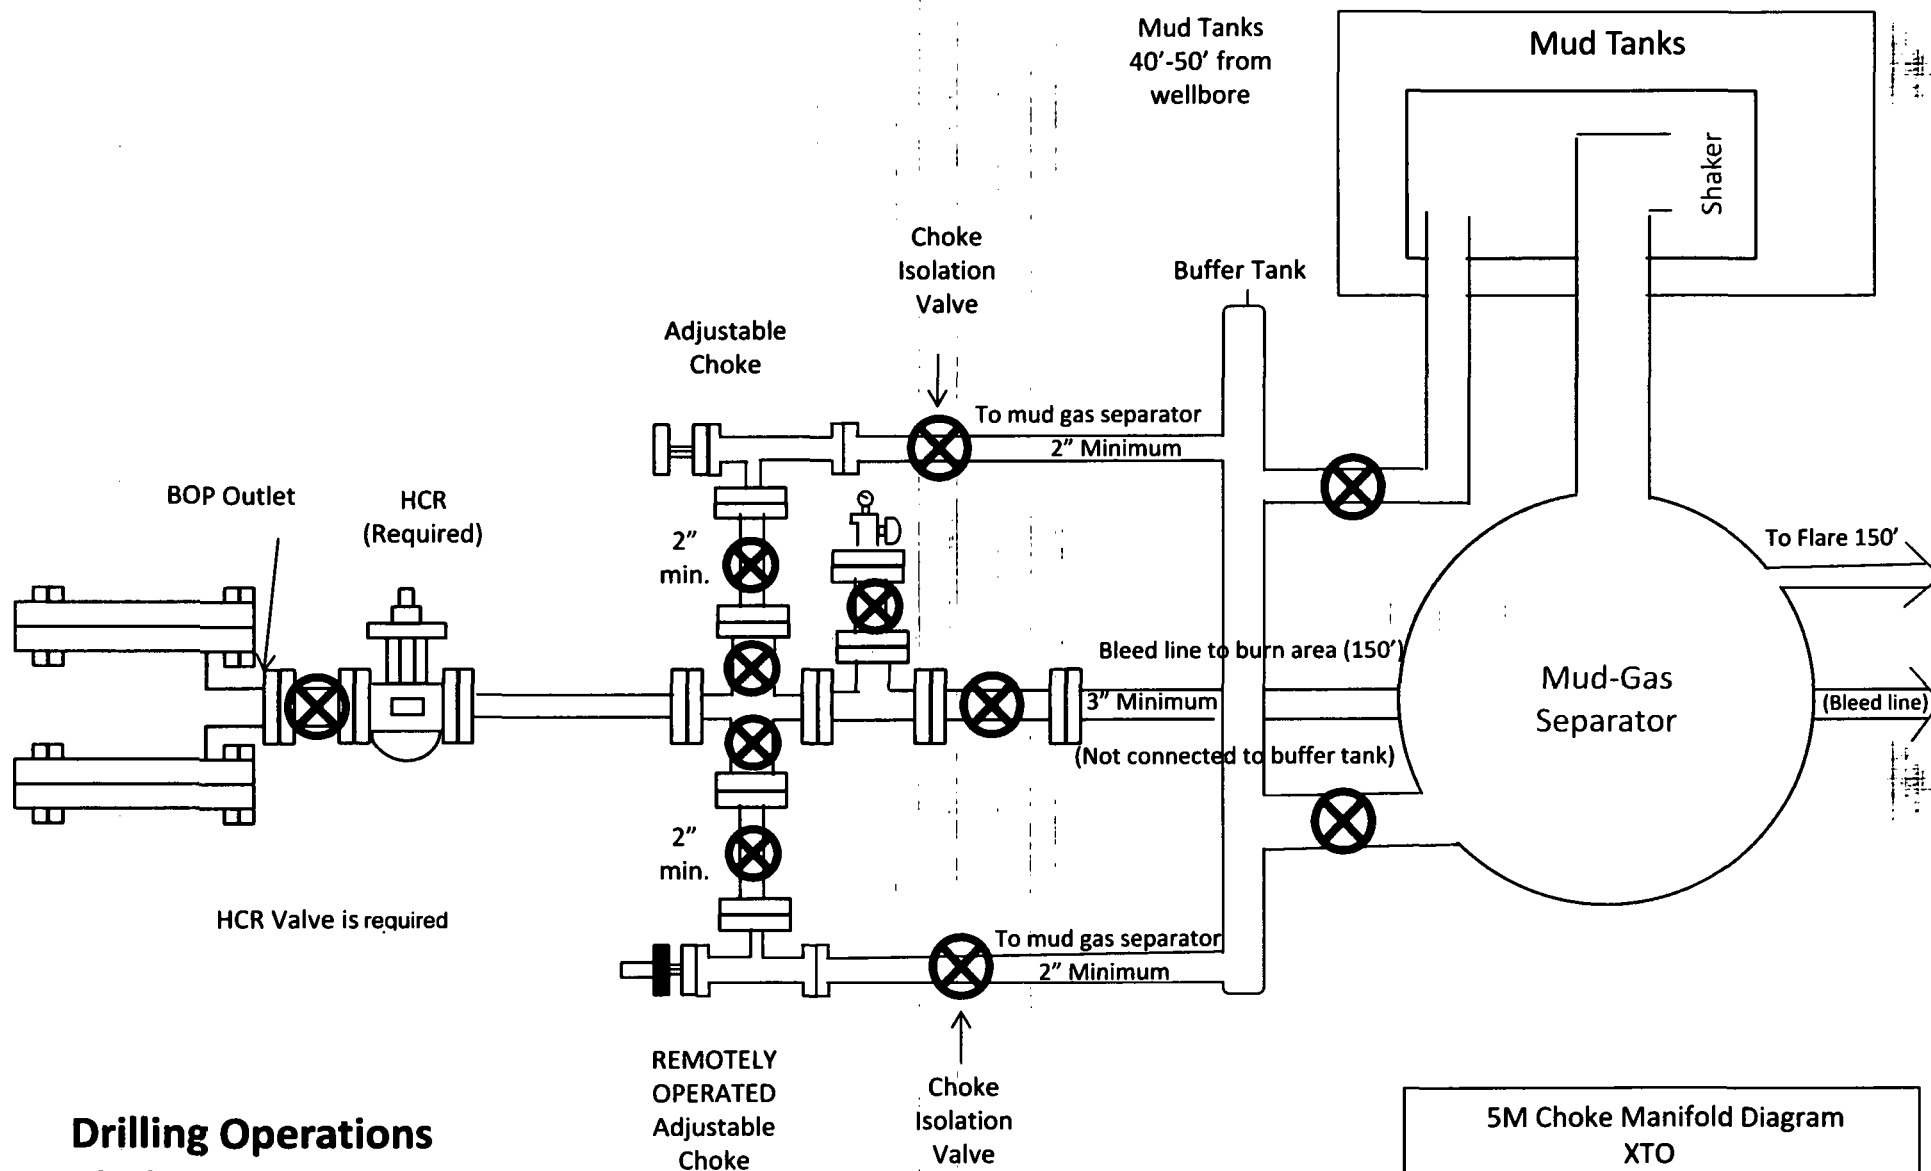 Mud Tanks
40'-50' from
wellbore
Mud Tanks
Shaker
Choke
Isolation
Valve
Buffer Tank
Adjustable
Choke
To mud gas separator
2" Minimum
BOP Outlet
HCR
(Required)
2"
min.
To Flare 150'
Bleed line to burn area (150')
3" Minimum
(Not connected to buffer tank)
Mud-Gas
Separator
(Bleed line)
2"
min.
HCR Valve is required
To mud gas separator
2" Minimum
REMOTELY
OPERATED
Adjustable
Choke
Choke
Isolation
Valve
Drilling Operations
5M Choke Manifold Diagram
XTO